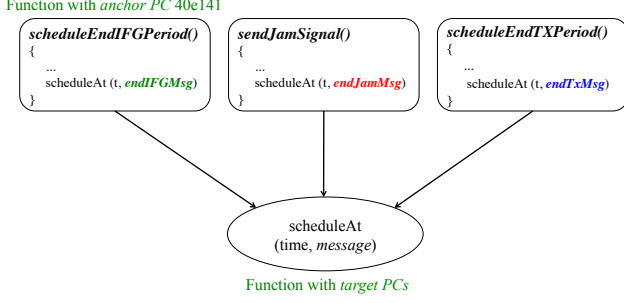 Function with anchor PC 40e141
scheduleEndIFGPeriod()
{
...
scheduleAt (t, endIFGMsg)
}
sendJamSignal()
{
...
scheduleAt (t, endJamMsg)
}
scheduleEndTXPeriod()
{
...
scheduleAt (t, endTxMsg)
}
scheduleAt
(time, message)
Function with target PCs